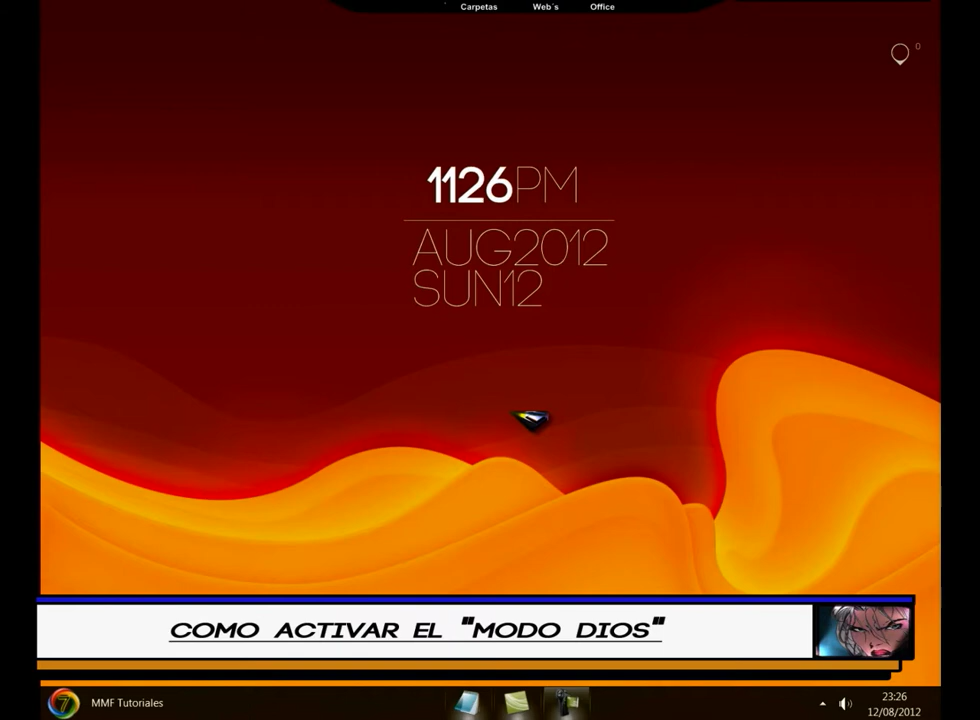 Carpetas Web´s Office
0
1126PM
AUG2012
SUN12
COMO ACTIVAR EL "MODO DIOS"
7 MMF Tutoriales
23:26
12/08/2012